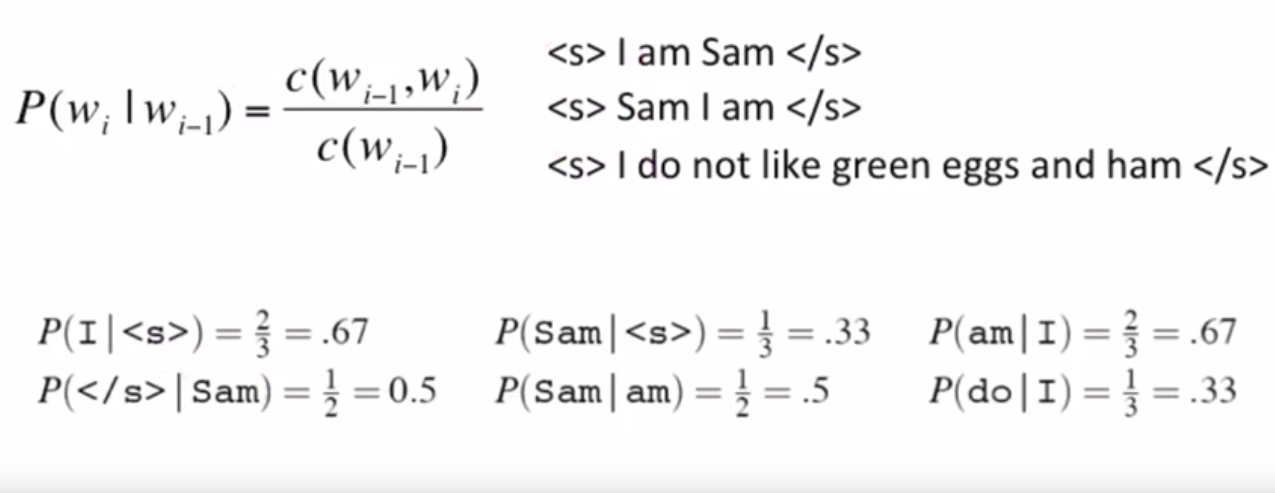 P(w_i | w_{i-1}) = c(w_{i-1}, w_i) / c(w_{i-1})
<s> I am Sam </s>
<s> Sam I am </s>
<s> I do not like green eggs and ham </s>
P(I|<s>) = 2/3 = .67 P(Sam|<s>) = 1/3 = .33 P(am|I) = 2/3 = .67
P(</s>|Sam) = 1/2 = 0.5 P(Sam|am) = 1/2 = .5 P(do|I) = 1/3 = .33